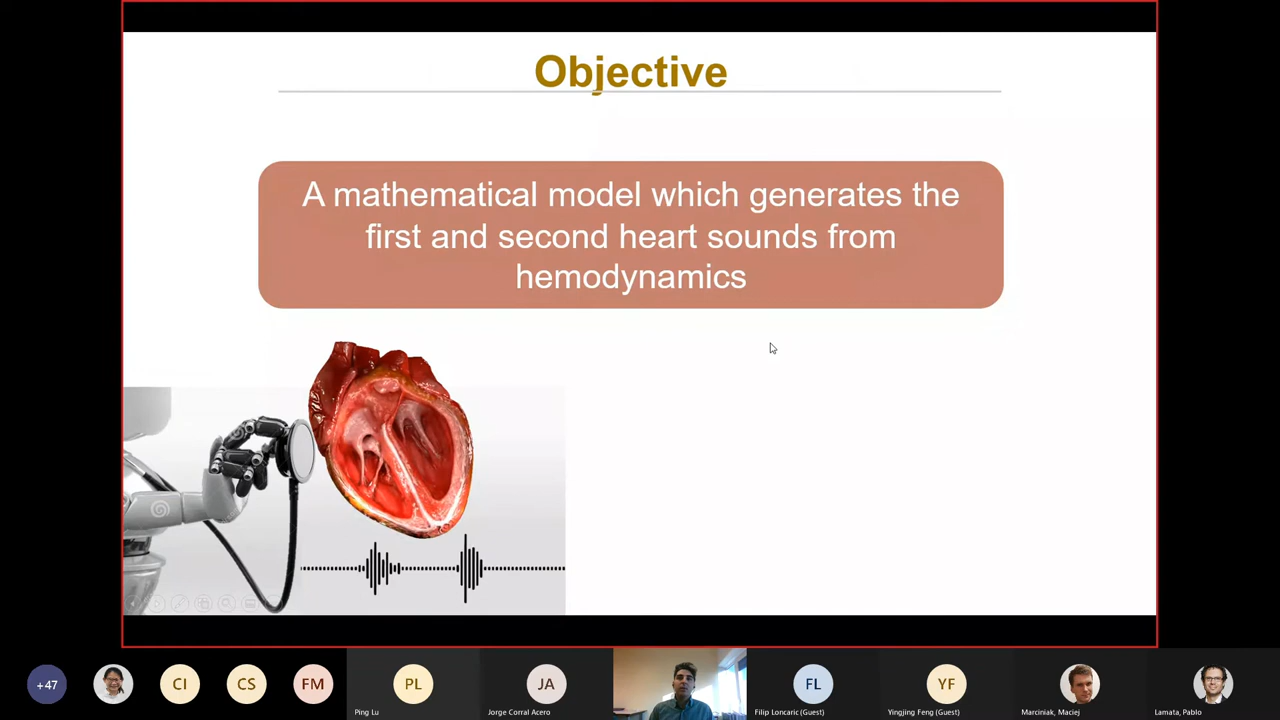 Objective
A mathematical model which generates the
first and second heart sounds from
hemodynamics
+47
CI
CS
FM
PL
Ping Lu
JA
Jorge Corral Acero
FL
Filip Loncaric (Guest)
YF
Yingjing Feng (Guest)
Marciniak, Maciej
Lamata, Pablo